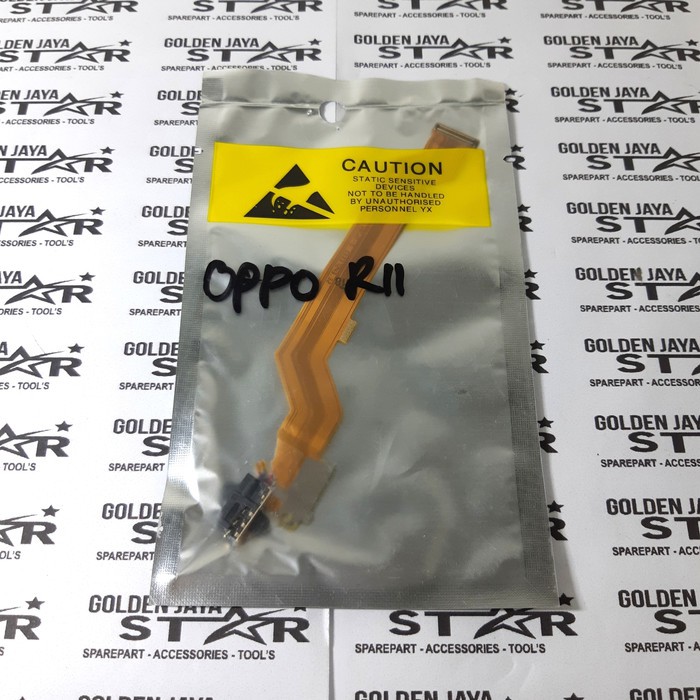 GOLDEN JAYA
STAR
SPAREPART - ACCESSORIES - TOOL'S
CAUTION
STATIC SENSITIVE
DEVICES
NOT TO BE HANDLED
BY UNAUTHORISED
PERSONNEL YX
OPPO R11